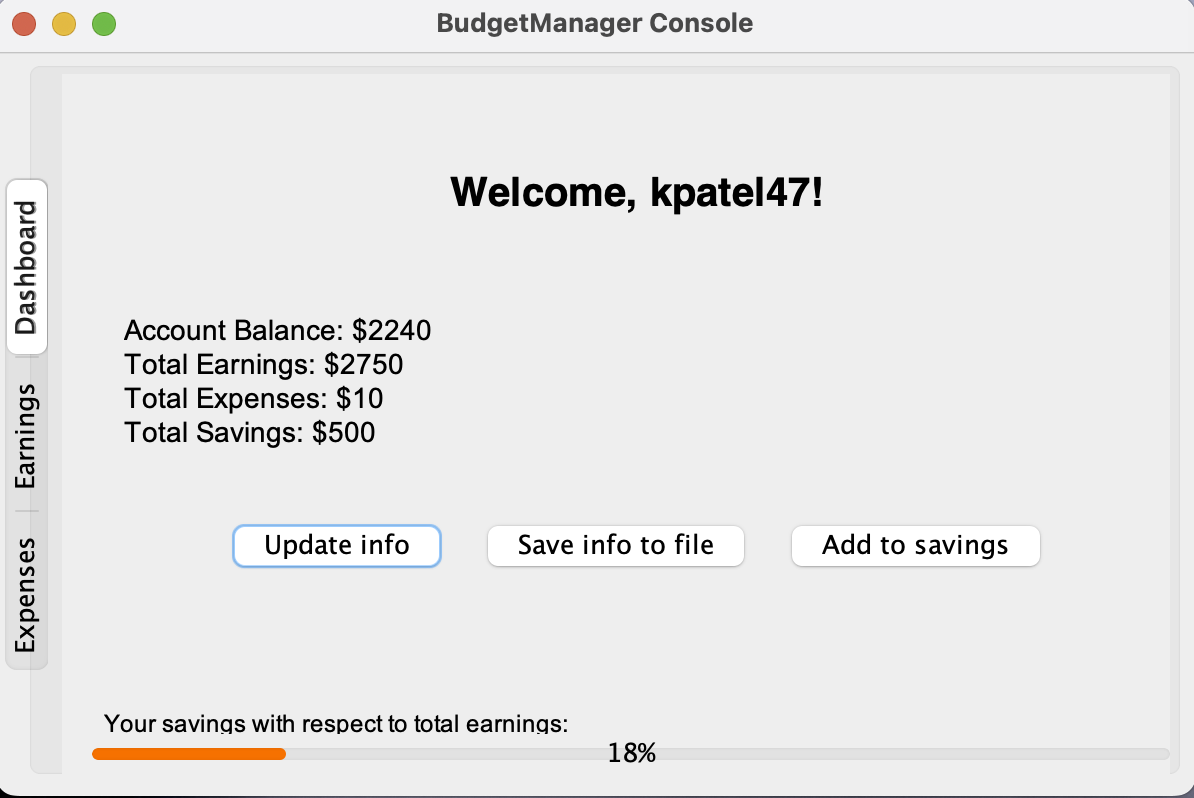 BudgetManager Console
Dashboard
Earnings
Expenses
Welcome, kpatel47!
Account Balance: $2240
Total Earnings: $2750
Total Expenses: $10
Total Savings: $500
Update info
Save info to file
Add to savings
Your savings with respect to total earnings:
18%